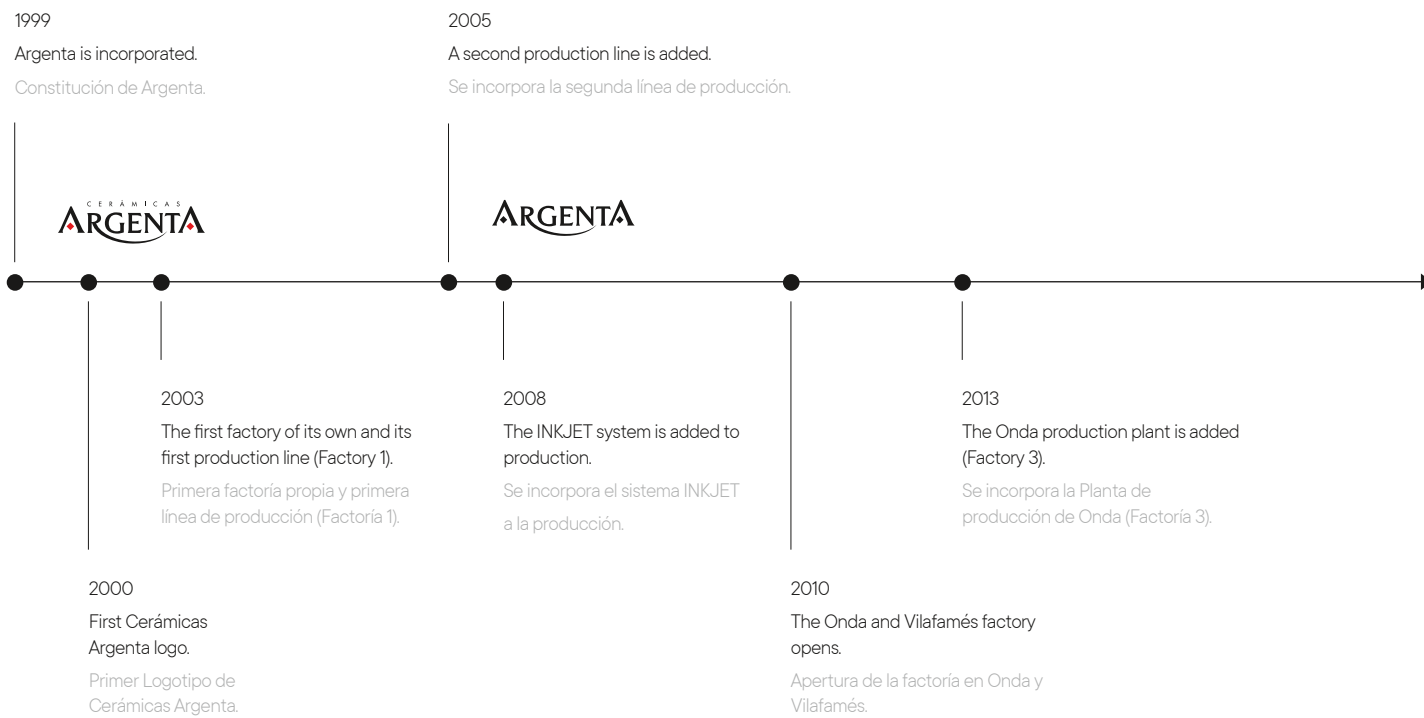 1999
Argenta is incorporated.
Constitución de Argenta.
2005
A second production line is added.
Se incorpora la segunda línea de producción.
CERÁMICAS
ARGENTA
ARGENTA
2003
The first factory of its own and its
first production line (Factory 1).
Primera factoría propia y primera
línea de producción (Factoría 1).
2008
The INKJET system is added to
production.
Se incorpora el sistema INKJET
a la producción.
2013
The Onda production plant is added
(Factory 3).
Se incorpora la Planta de
producción de Onda (Factoría 3).
2000
First Cerámicas
Argenta logo.
Primer Logotipo de
Cerámicas Argenta.
2010
The Onda and Vilafamés factory
opens.
Apertura de la factoría en Onda y
Vilafamés.